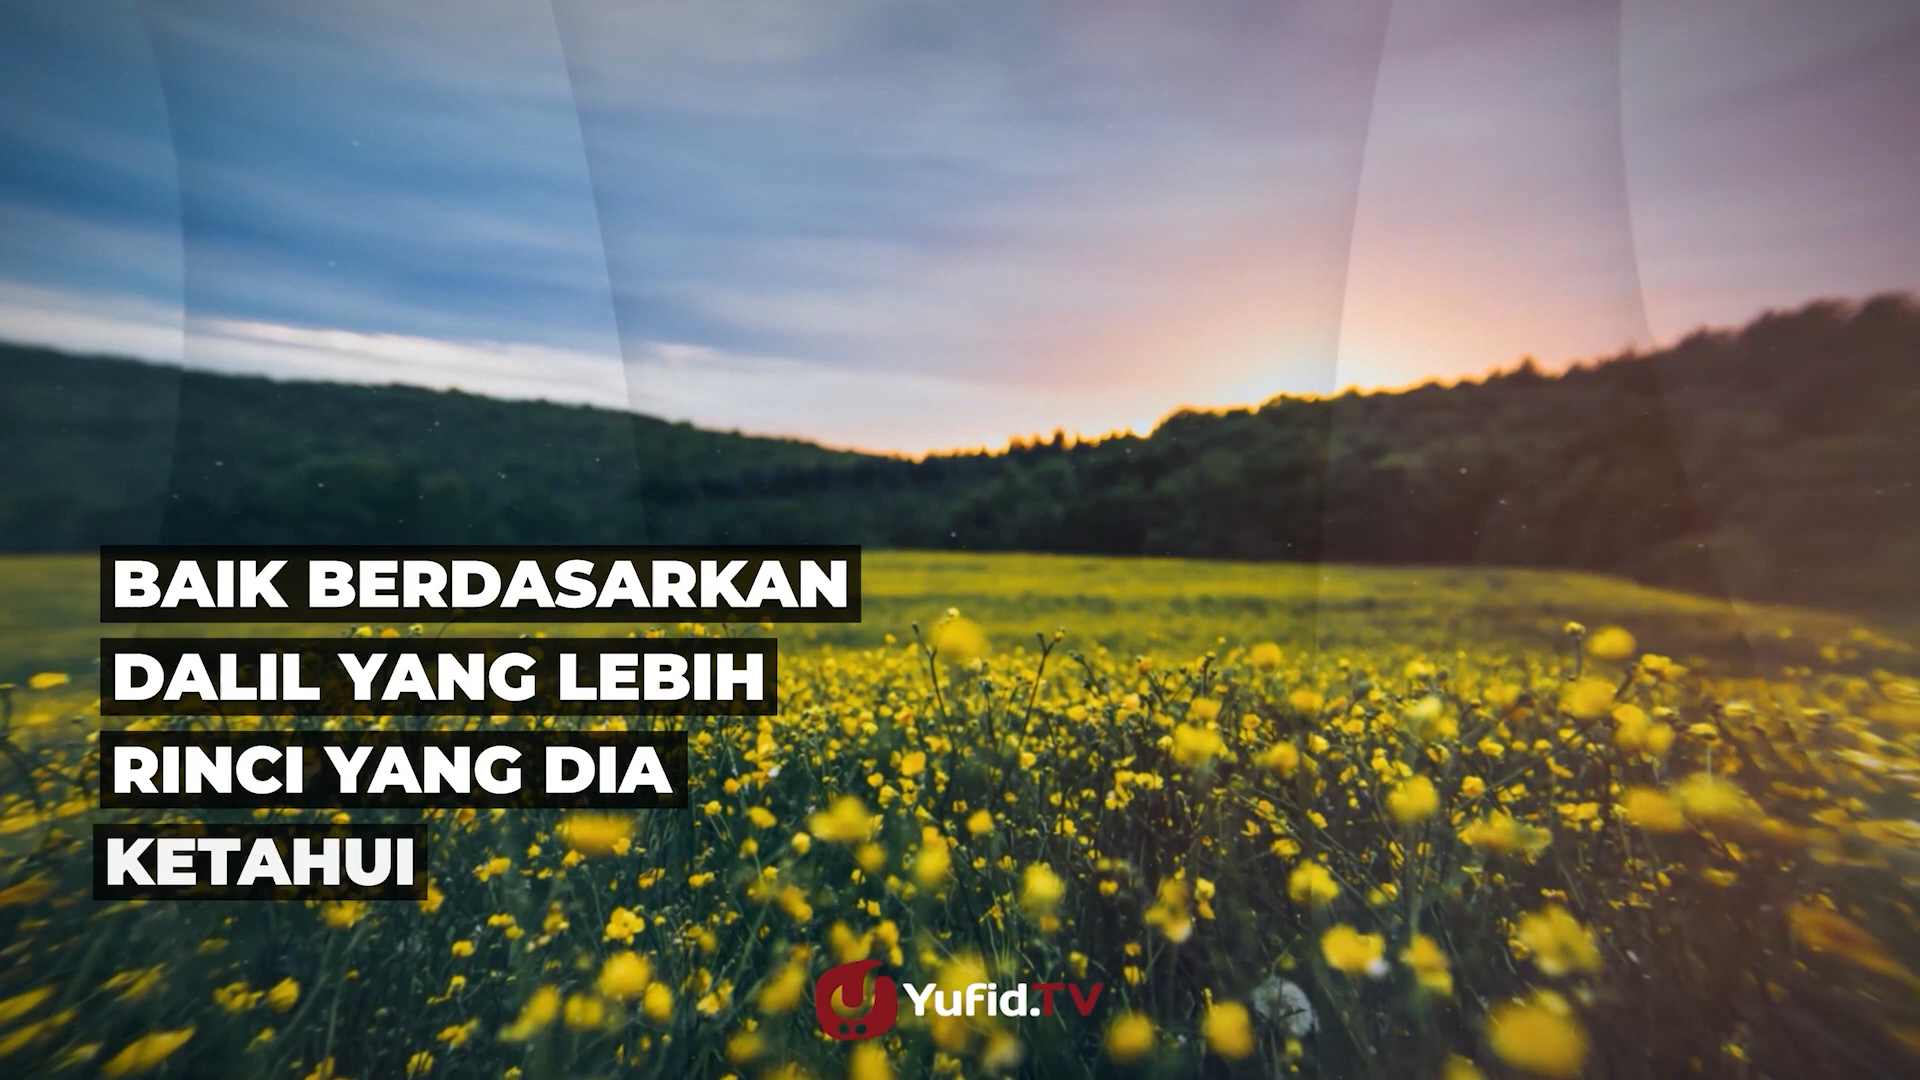 BAIK BERDASARKAN
DALIL YANG LEBIH
RINCI YANG DIA
KETAHUI
Yufid.TV